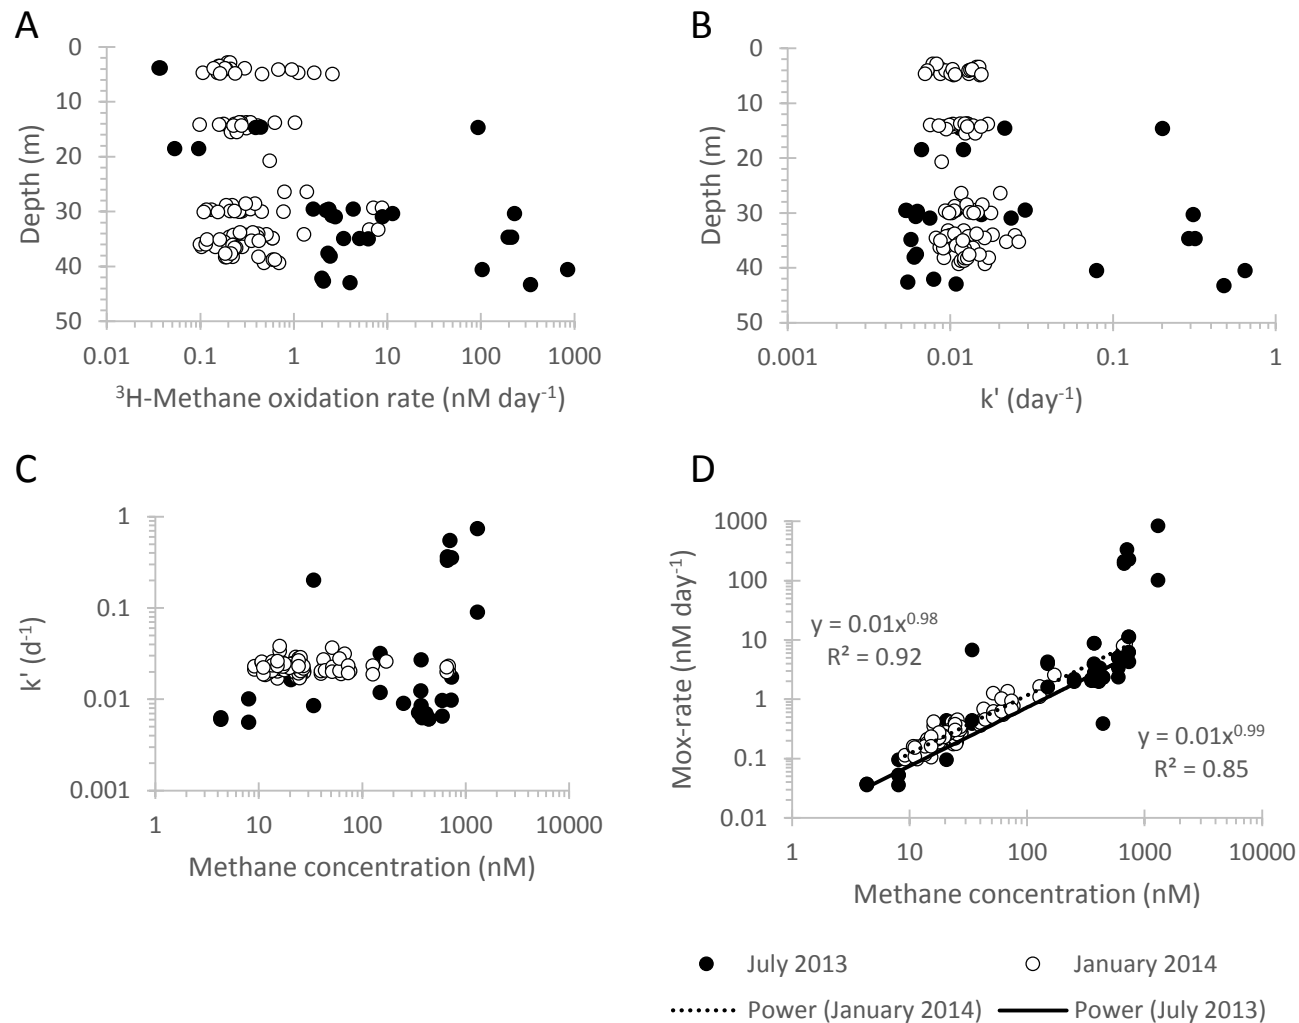 A
0
10
20
30
40
50
Depth (m)
0.01 0.1 1 10 100 1000
³H-Methane oxidation rate (nM day⁻¹)
B
0
10
20
30
40
50
Depth (m)
0.001 0.01 0.1 1
k' (day⁻¹)
C
1
0.1
0.01
0.001
k' (d⁻¹)
1 10 100 1000 10000
Methane concentration (nM)
D
1000
100
10
1
0.1
0.01
Mox-rate (nM day⁻¹)
y = 0.01x⁰·⁹⁸
R² = 0.92
y = 0.01x⁰·⁹⁹
R² = 0.85
1 10 100 1000 10000
Methane concentration (nM)
July 2013 January 2014
Power (January 2014) Power (July 2013)